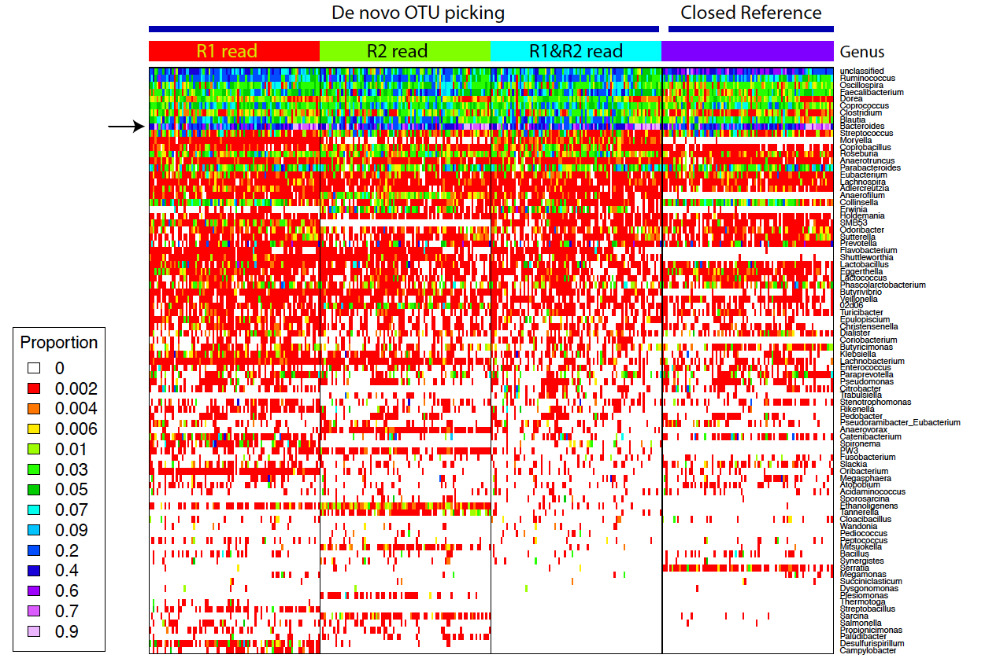 De novo OTU picking
Closed Reference
R1 read
R2 read
R1&R2 read
Genus
unclassified
Ruminococcus
Oscillospira
Faecalibacterium
Dorea
Coprococcus
Clostridium
Blautia
Bacteroides
Streptococcus
Moryella
Coprobacillus
Roseburia
Anaerotruncus
Parabacteroides
Eubacterium
Lachnospira
Adlercreutzia
Anaerofilum
Collinsella
Erwinia
Holdemania
SMB53
Odoribacter
Sutterella
Prevotella
Flavobacterium
Shuttleworthia
Lactobacillus
Eggerthella
Lactococcus
Phascolarctobacterium
Butyrivibrio
Veillonella
02d06
Turicibacter
Epulopiscium
Christensenella
Dialister
Coriobacterium
Butyricimonas
Klebsiella
Lachnobacterium
Enterococcus
Paraprevotella
Pseudomonas
Citrobacter
Trabulsiella
Stenotrophomonas
Rikenella
Pedobacter
Pseudoramibacter_Eubacterium
Anaerovorax
Catenibacterium
Spironema
PW3
Fusobacterium
Slackia
Oribacterium
Megasphaera
Atopobium
Acidaminococcus
Sporosarcina
Ethanoligenens
Tannerella
Cloacibacillus
Wandonia
Pediococcus
Peptococcus
Mitsuokella
Bacillus
Synergistes
Serratia
Megamonas
Succiniclasticum
Dysgonomonas
Plesiomonas
Thermotoga
Streptobacillus
Sarcina
Salmonella
Propionicimonas
Paludibacter
Desulfurispirillum
Campylobacter
Proportion
0
0.002
0.004
0.006
0.01
0.03
0.05
0.07
0.09
0.2
0.4
0.6
0.7
0.9